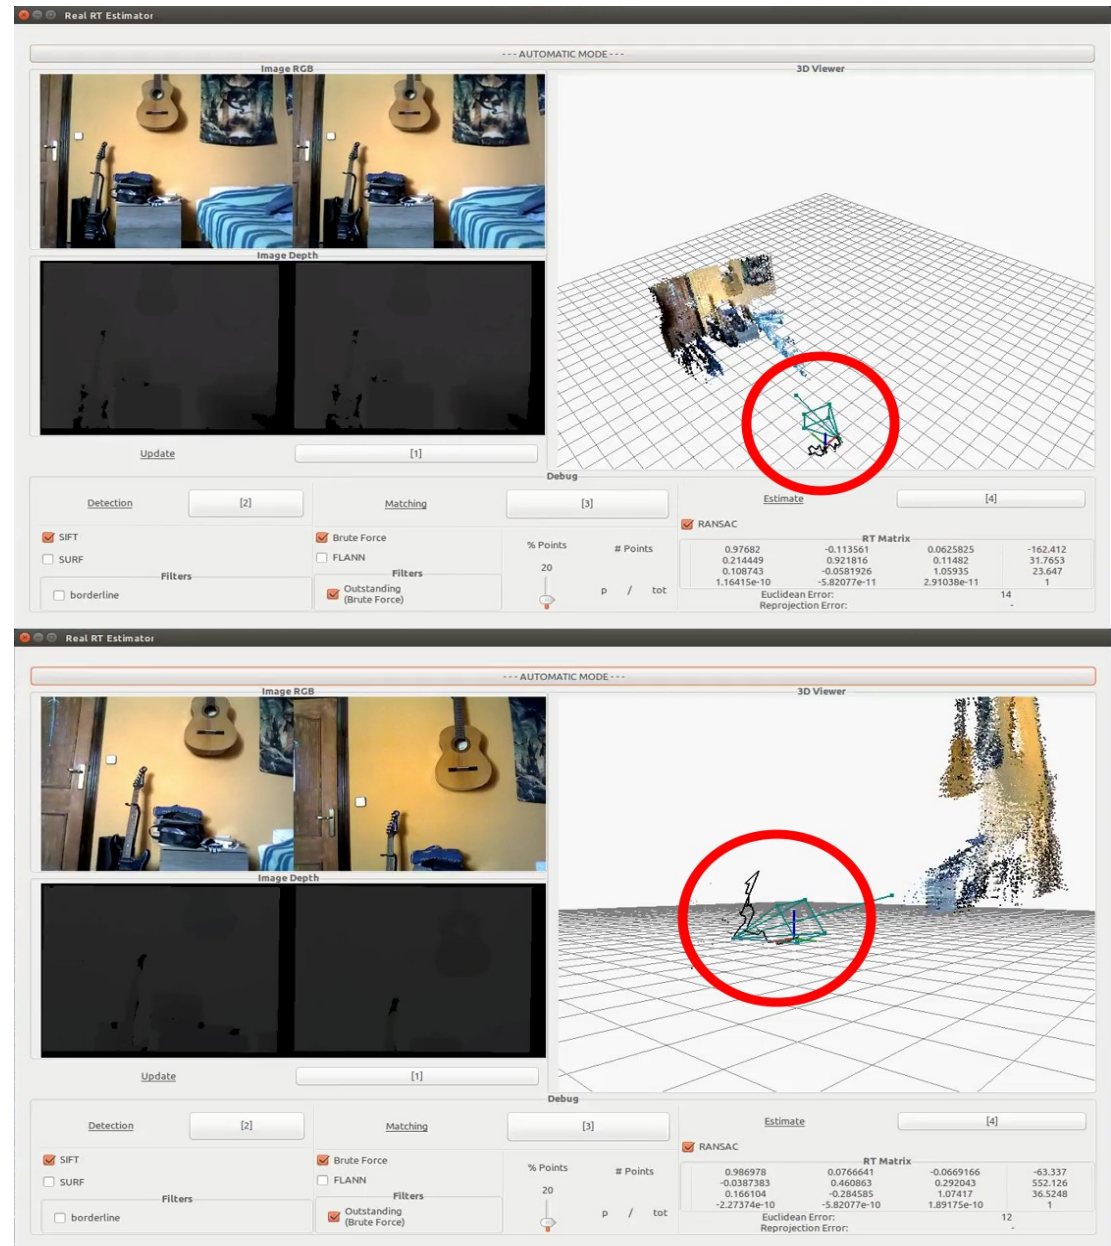 Real RT Estimator
--- AUTOMATIC MODE ---
Image RGB
3D Viewer
Image Depth
Update
[1]
Debug
Detection
[2]
Matching
[3]
Estimate
[4]
SIFT
SURF
Filters
borderline
Brute Force
FLANN
Filters
Outstanding
(Brute Force)
% Points
# Points
20
p / tot
RANSAC
RT Matrix
0.97682 -0.113561 0.0625825 -162.412
0.214449 0.921816 0.11482 31.7653
0.108743 -0.0581926 1.05935 23.647
1.16415e-10 -5.82077e-11 2.91038e-11 1
Euclidean Error: 14
Reprojection Error: -
Real RT Estimator
--- AUTOMATIC MODE ---
Image RGB
3D Viewer
Image Depth
Update
[1]
Debug
Detection
[2]
Matching
[3]
Estimate
[4]
SIFT
SURF
Filters
borderline
Brute Force
FLANN
Filters
Outstanding
(Brute Force)
% Points
# Points
20
p / tot
RANSAC
RT Matrix
0.986978 0.0766641 -0.0669166 -63.337
-0.0387383 0.460863 0.292043 552.126
0.166104 -0.284585 1.07417 36.5248
-2.27374e-10 -5.82077e-10 1.89175e-10 1
Euclidean Error: 12
Reprojection Error: -